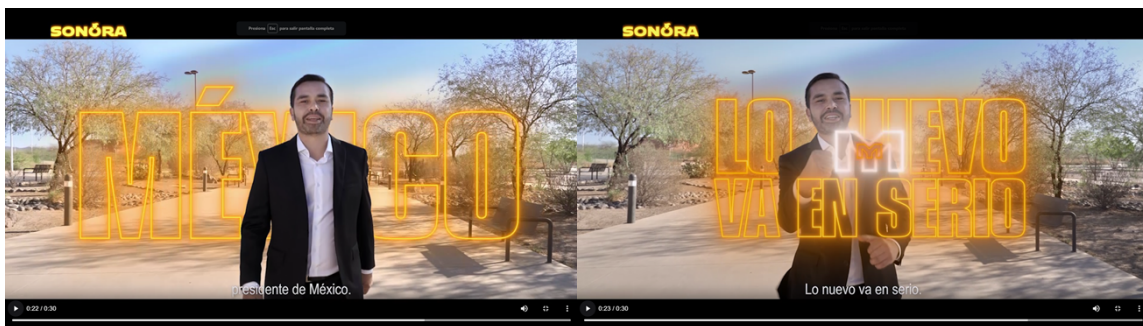 SONÓRA
Presiona Esc para salir pantalla completa
MÉXICO
presidente de México.
0:22 / 0:30
SONÓRA
LO NUEVO
VA EN SERIO
Lo nuevo va en serio.
0:23 / 0:30